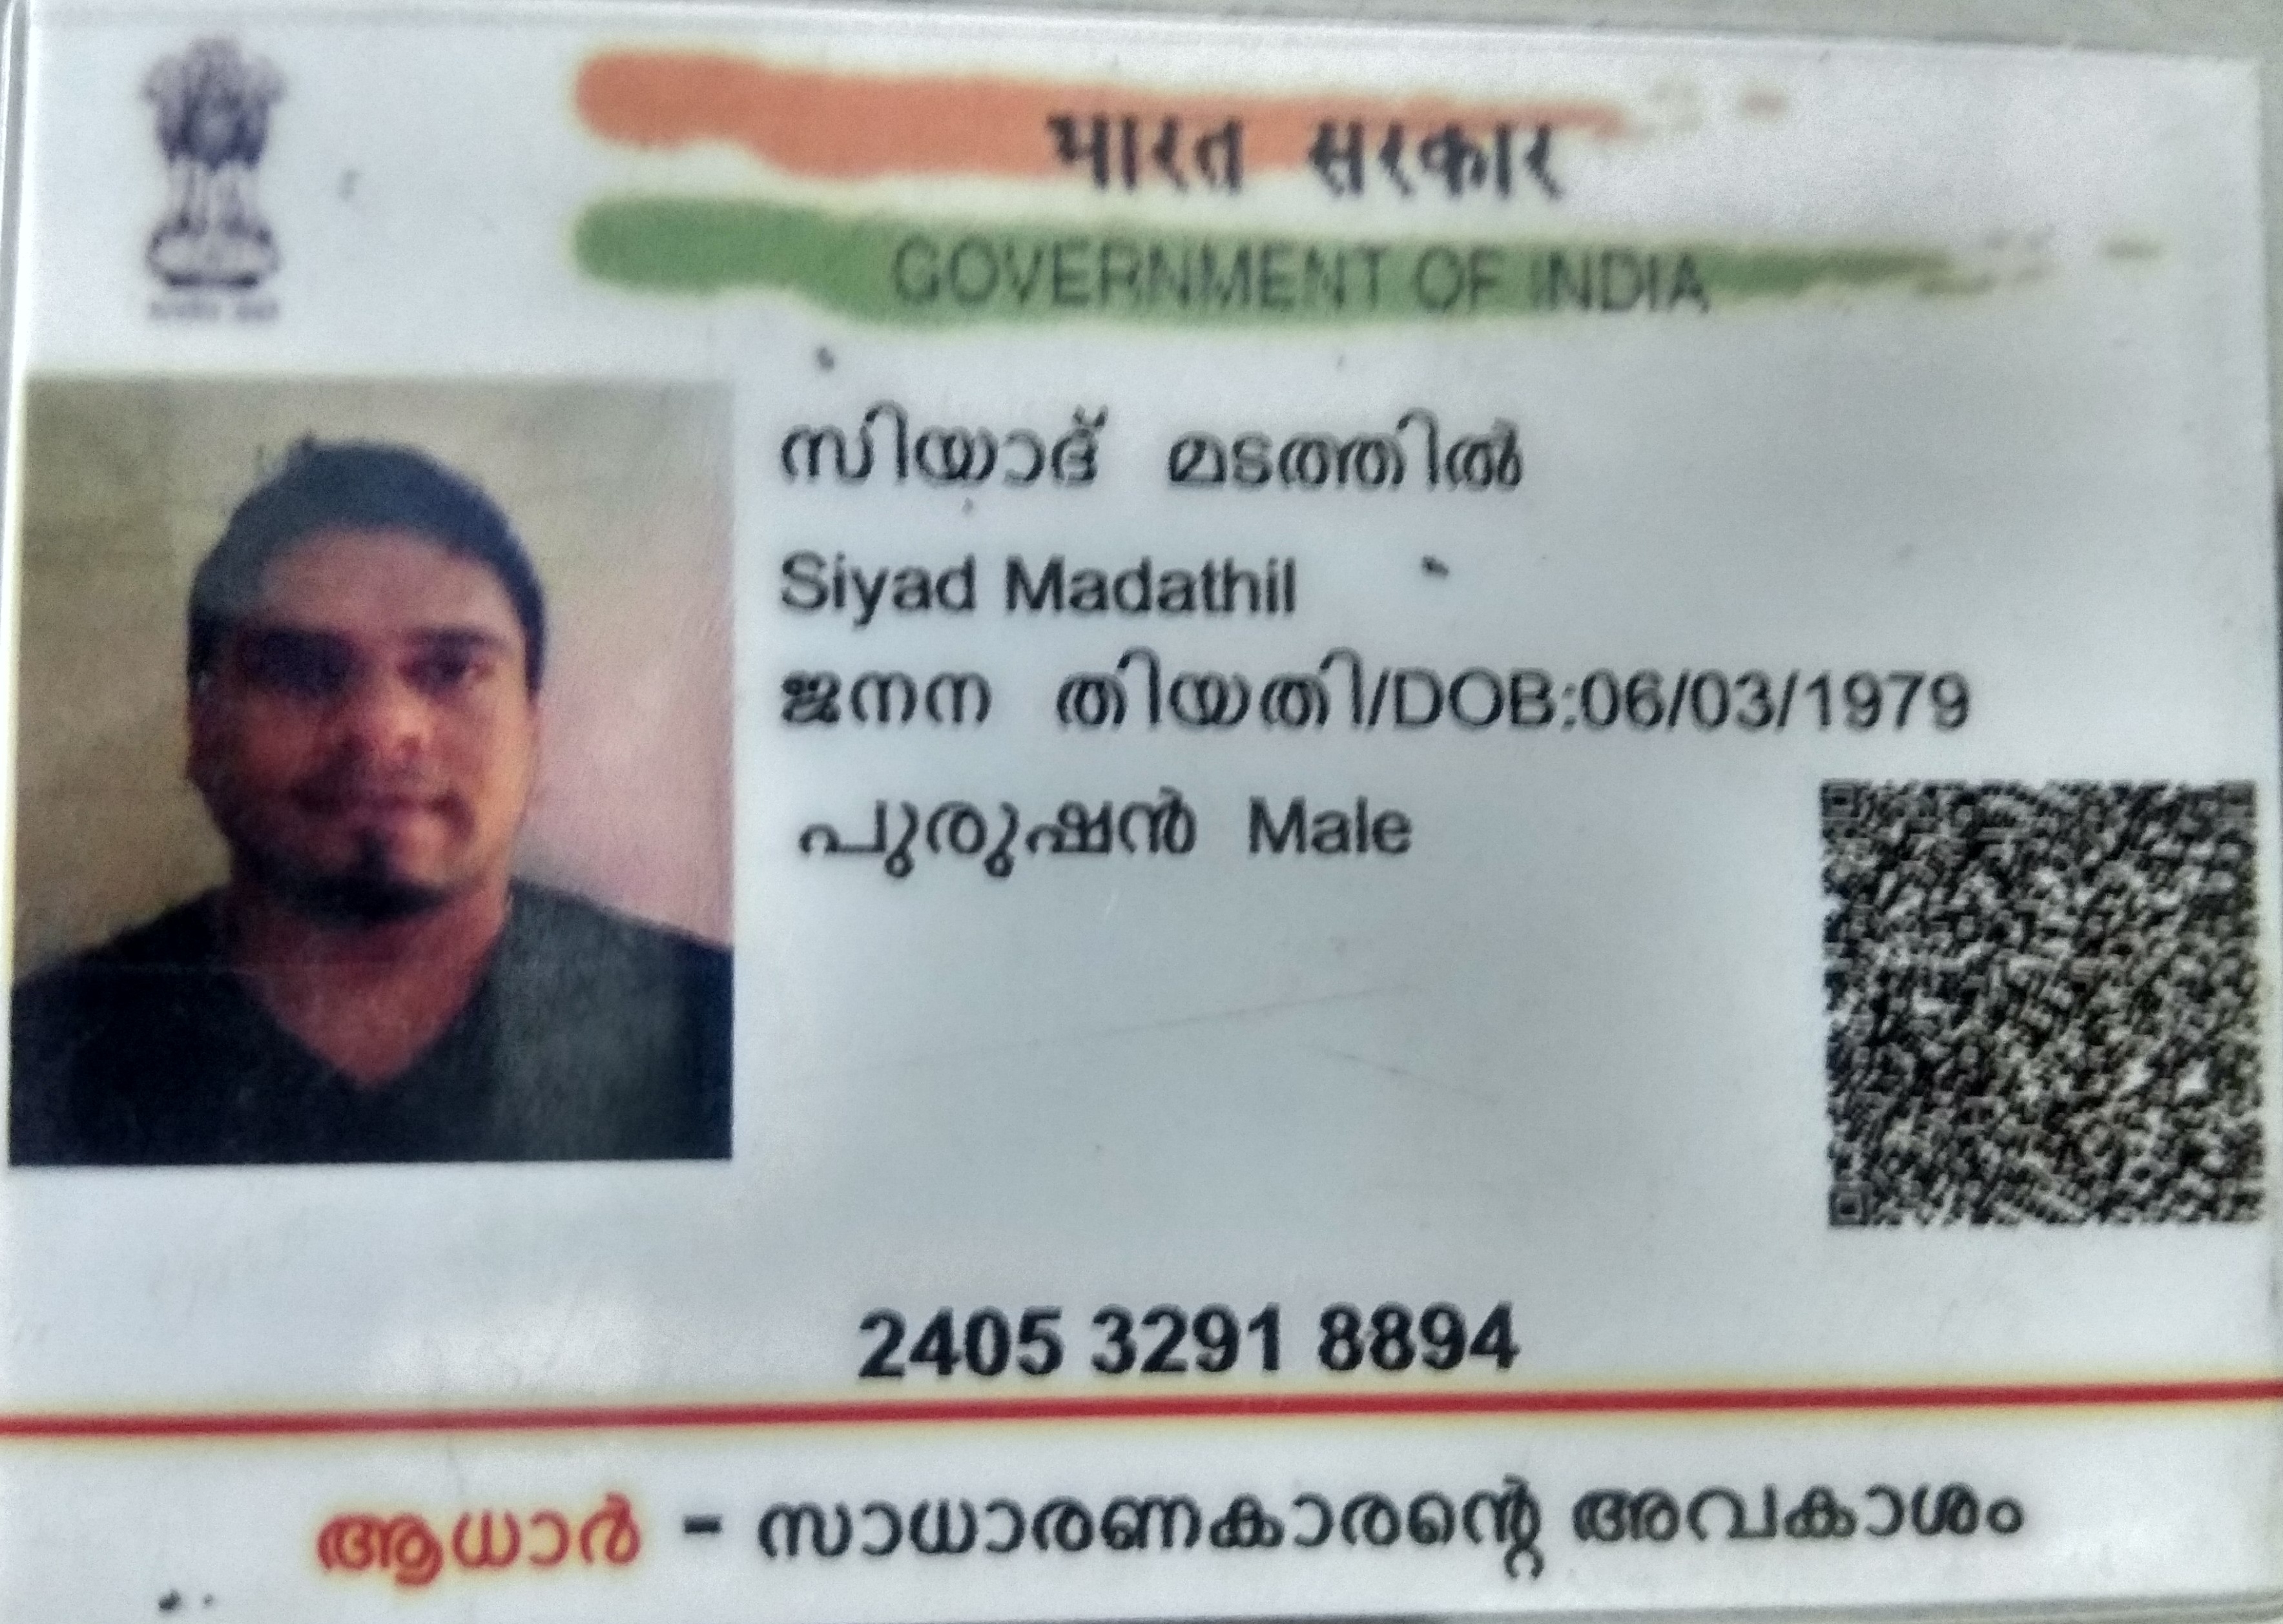 भारत सरकार
GOVERNMENT OF INDIA
സിയാദ് മടത്തിൽ
Siyad Madathil
ജനന തിയതി/DOB:06/03/1979
പുരുഷൻ Male
2405 3291 8894
ആധാർ - സാധാരണകാരന്റെ അവകാശം